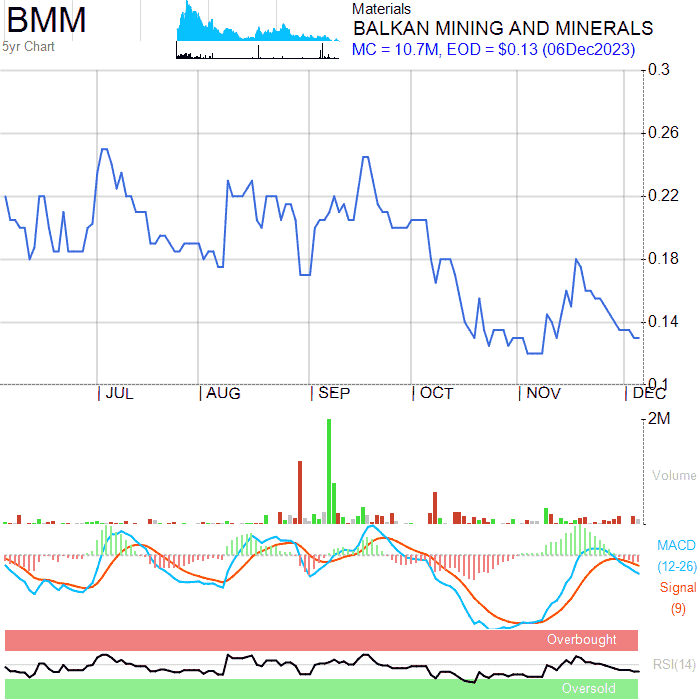 BMM
5yr Chart
Materials
BALKAN MINING AND MINERALS
MC = 10.7M, EOD = $0.13 (06Dec2023)
0.3
0.26
0.22
0.18
0.14
0.1
JUL
AUG
SEP
OCT
NOV
DEC
2M
Volume
MACD
(12-26)
Signal
(9)
Overbought
RSI(14)
Oversold